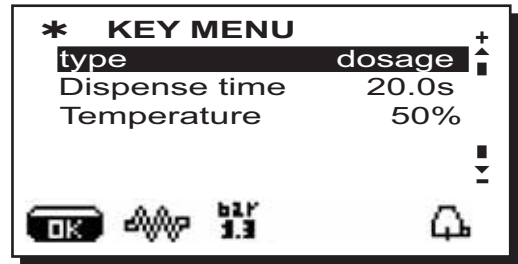 * KEY MENU
+
type dosage
Dispense time 20.0s
Temperature 50%
-
OK
bar
1.3